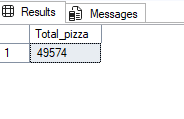 Results Messages
Total_pizza
1 49574